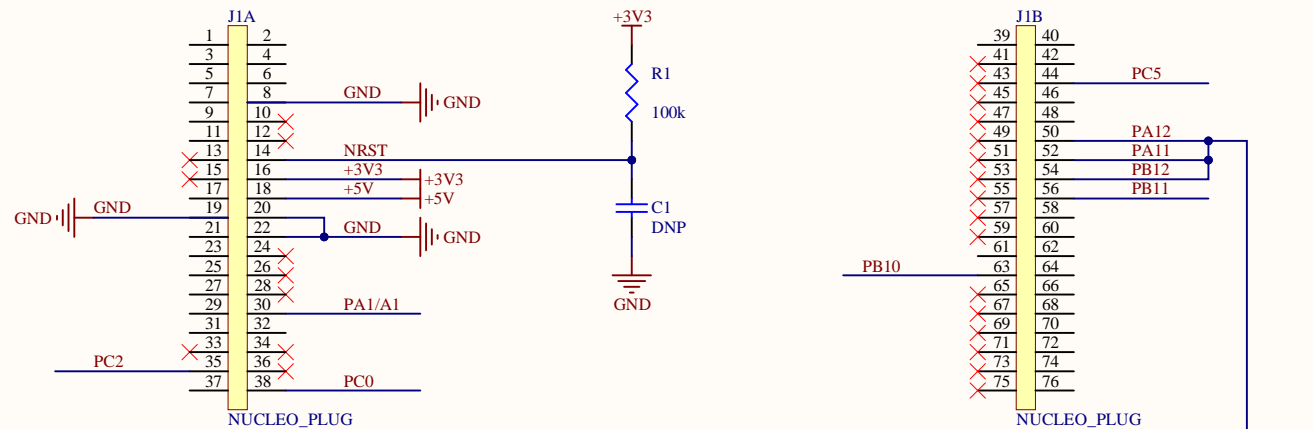 J1A
+3V3
J1B
1 2
3 4
5 6
7 8
9 10
11 12
13 14
15 16
17 18
19 20
21 22
23 24
25 26
27 28
29 30
31 32
33 34
35 36
37 38
GND
GND
NRST
+3V3
+3V3
+5V
+5V
GND
GND
GND
GND
PA1/A1
PC2
PC0
NUCLEO_PLUG
R1
100k
C1
DNP
GND
39 40
41 42
43 44
45 46
47 48
49 50
51 52
53 54
55 56
57 58
59 60
61 62
63 64
65 66
67 68
69 70
71 72
73 74
75 76
PC5
PA12
PA11
PB12
PB11
PB10
NUCLEO_PLUG